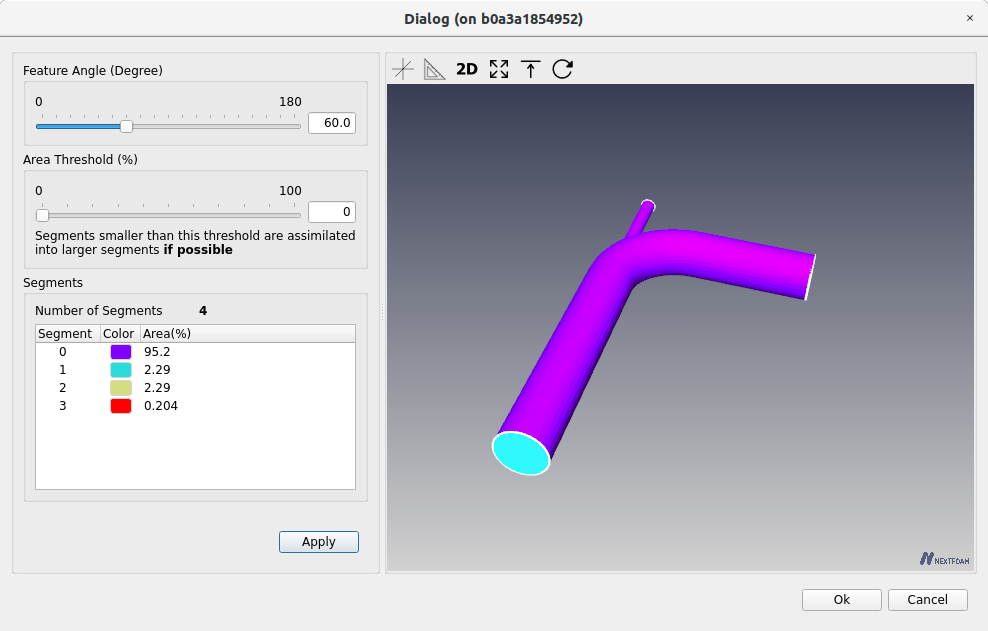 Dialog (on b0a3a1854952)
×
Feature Angle (Degree)
0 180
60.0
Area Threshold (%)
0 100
0
Segments smaller than this threshold are assimilated
into larger segments if possible
Segments
Number of Segments 4
Segment Color Area(%)
0 95.2
1 2.29
2 2.29
3 0.204
Apply
2D
NEXTFOAM
Ok Cancel